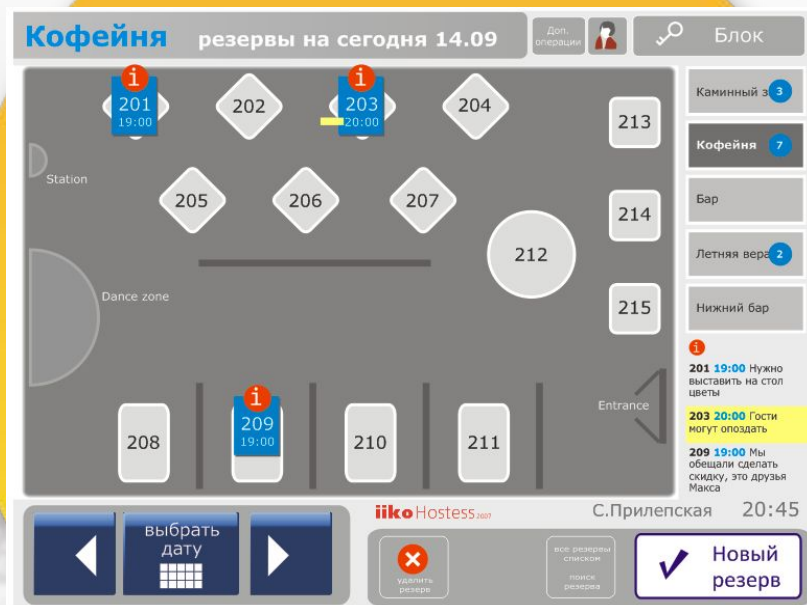 Кофейня резервы на сегодня 14.09
Доп.
операции
Блок
201
19:00
202
203
20:00
204
213
Station
205
206
207
214
212
Dance zone
215
Entrance
208
209
19:00
210
211
Каминный з 3
Кофейня 7
Бар
Летняя вера 2
Нижний бар
i
201 19:00 Нужно
выставить на стол
цветы
203 20:00 Гости
могут опоздать
209 19:00 Мы
обещали сделать
скидку, это друзья
Макса
iiko Hostess 2007
С.Прилепская 20:45
выбрать
дату
удалить
резерв
все резервы
списком
поиск
резерва
Новый
резерв